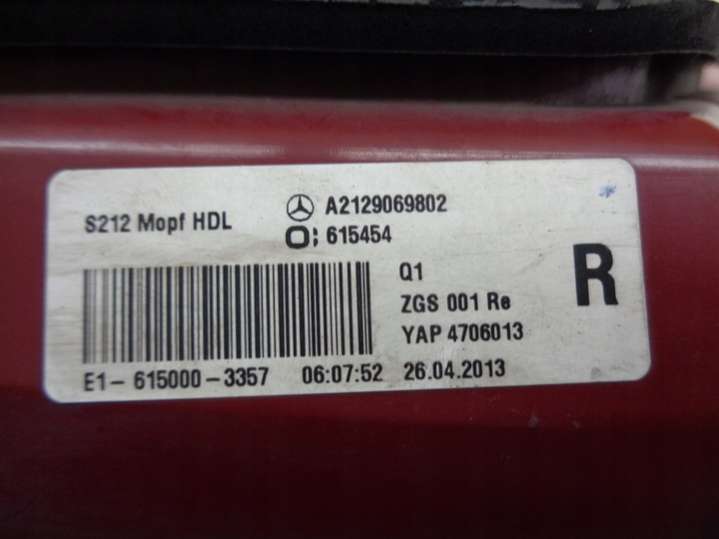 S212 Mopf HDL
A2129069802
615454
Q1
ZGS 001 Re
YAP 4706013
R
E1-615000-3357 06:07:52 26.04.2013